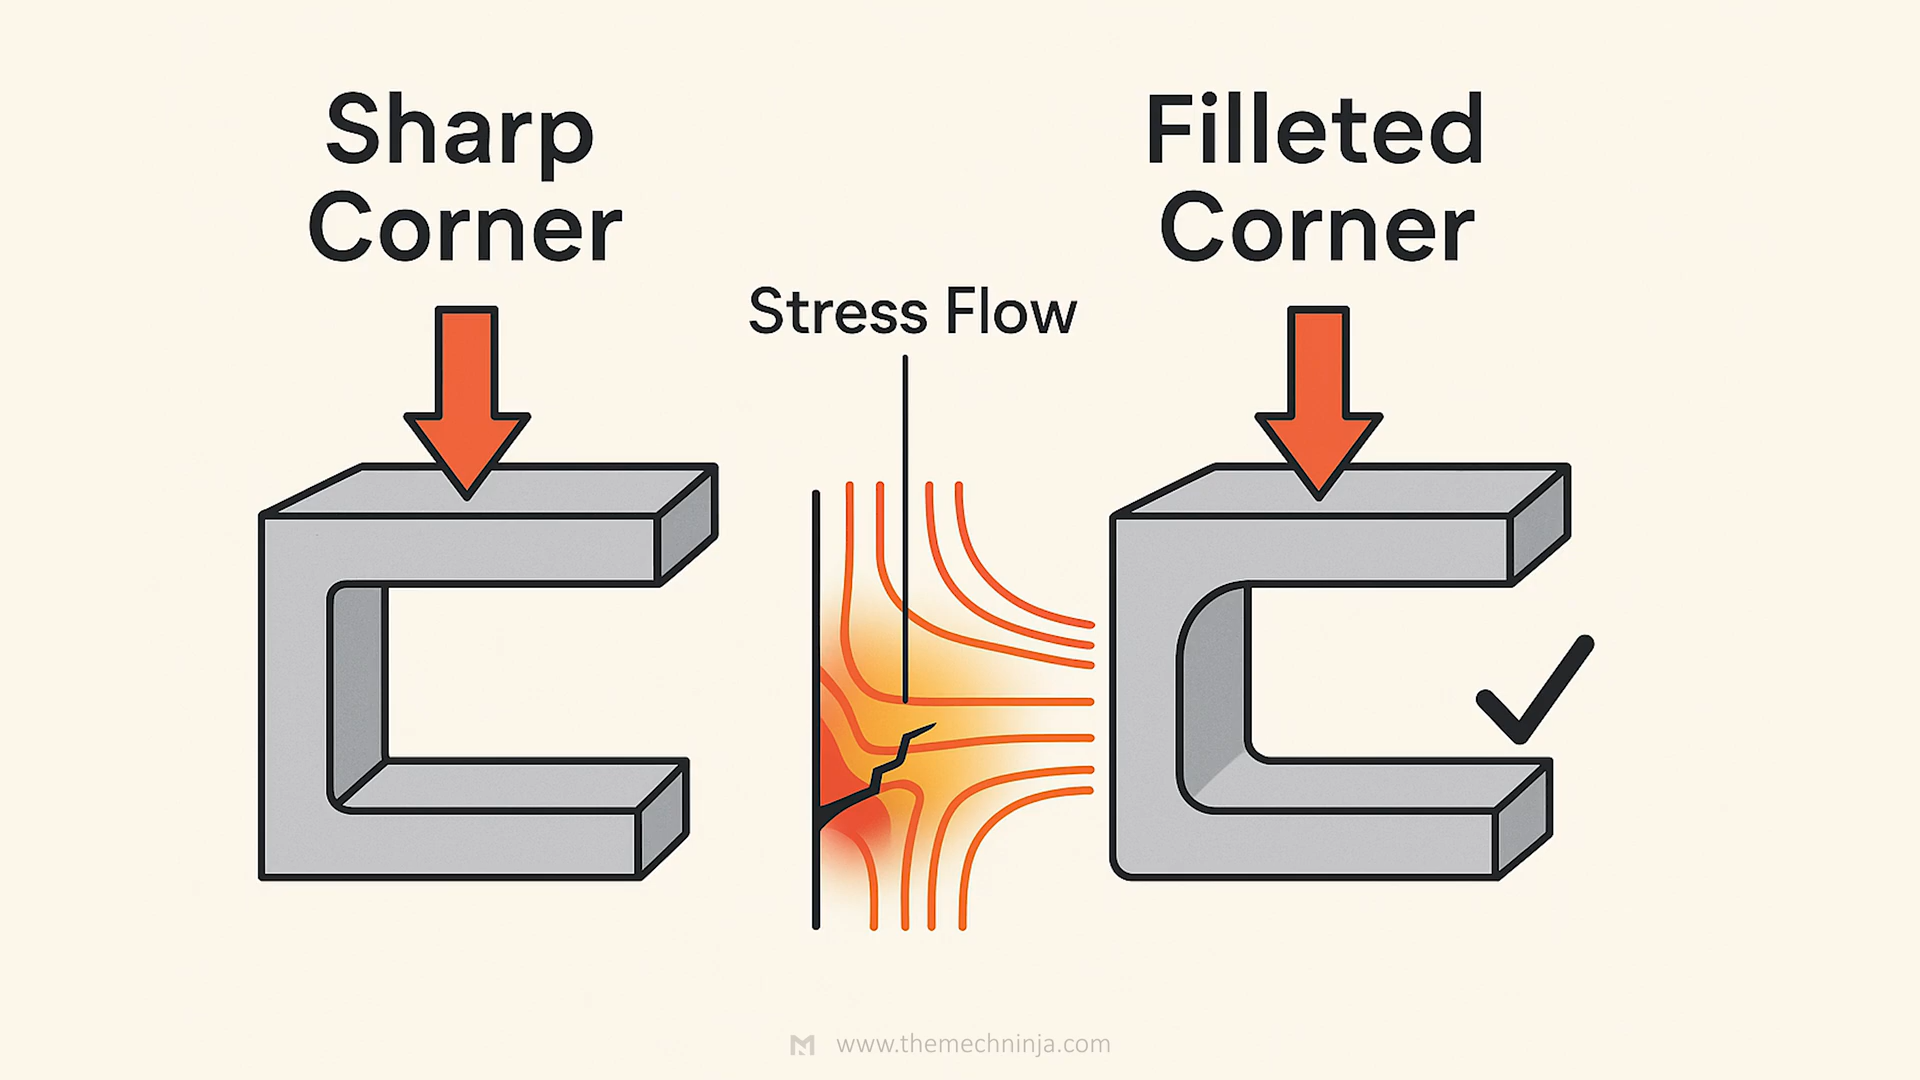 Sharp
Corner
Stress Flow
Filleted
Corner
www.themechninja.com